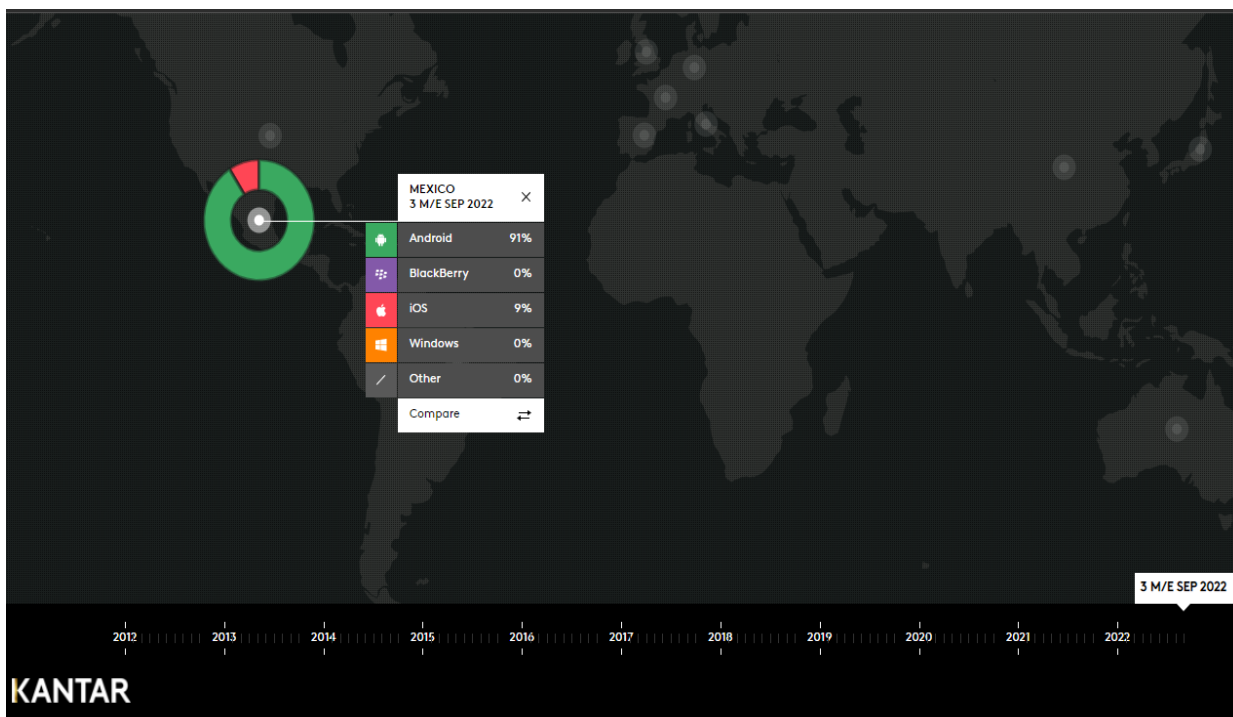 MEXICO
3 M/E SEP 2022
Android 91%
BlackBerry 0%
iOS 9%
Windows 0%
Other 0%
Compare
3 M/E SEP 2022
2012 2013 2014 2015 2016 2017 2018 2019 2020 2021 2022
KANTAR